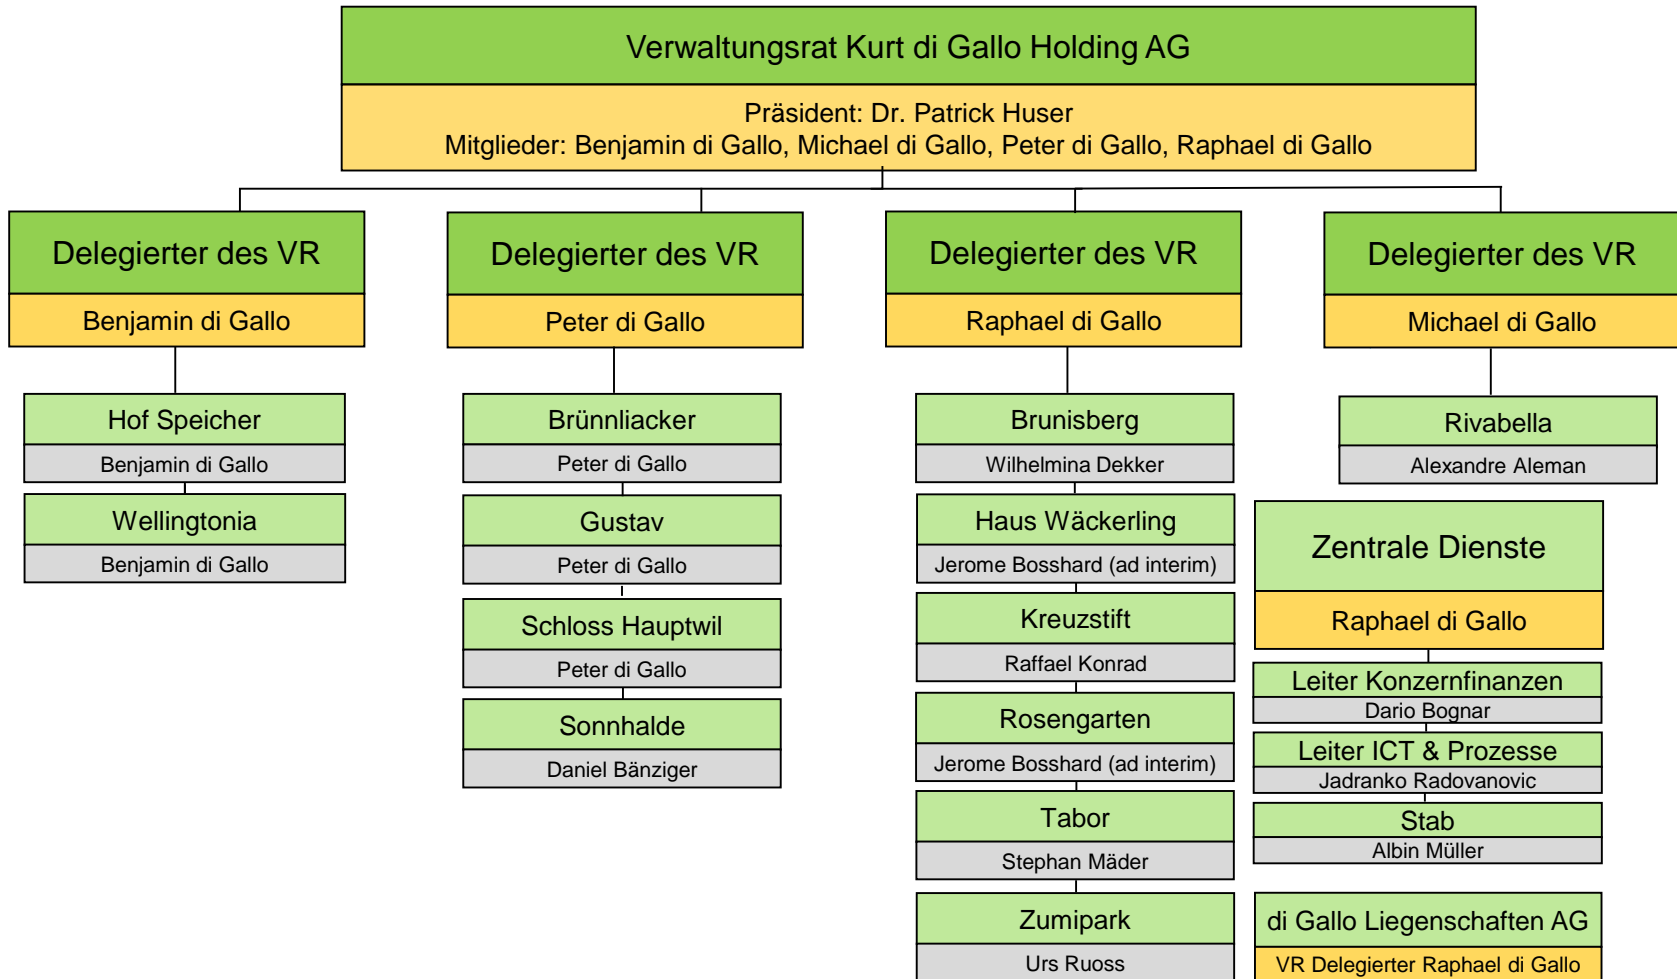 Verwaltungsrat Kurt di Gallo Holding AG
Präsident: Dr. Patrick Huser
Mitglieder: Benjamin di Gallo, Michael di Gallo, Peter di Gallo, Raphael di Gallo
Delegierter des VR
Benjamin di Gallo
Hof Speicher
Benjamin di Gallo
Wellingtonia
Benjamin di Gallo
Delegierter des VR
Peter di Gallo
Brünnliacker
Peter di Gallo
Gustav
Peter di Gallo
Schloss Hauptwil
Peter di Gallo
Sonnhalde
Daniel Bänziger
Delegierter des VR
Raphael di Gallo
Brunisberg
Wilhelmina Dekker
Haus Wäckerling
Jerome Bosshard (ad interim)
Kreuzstift
Raffael Konrad
Rosengarten
Jerome Bosshard (ad interim)
Tabor
Stephan Mäder
Zumipark
Urs Ruoss
Delegierter des VR
Michael di Gallo
Rivabella
Alexandre Aleman
Zentrale Dienste
Raphael di Gallo
Leiter Konzernfinanzen
Dario Bognar
Leiter ICT & Prozesse
Jadranko Radovanovic
Stab
Albin Müller
di Gallo Liegenschaften AG
VR Delegierter Raphael di Gallo